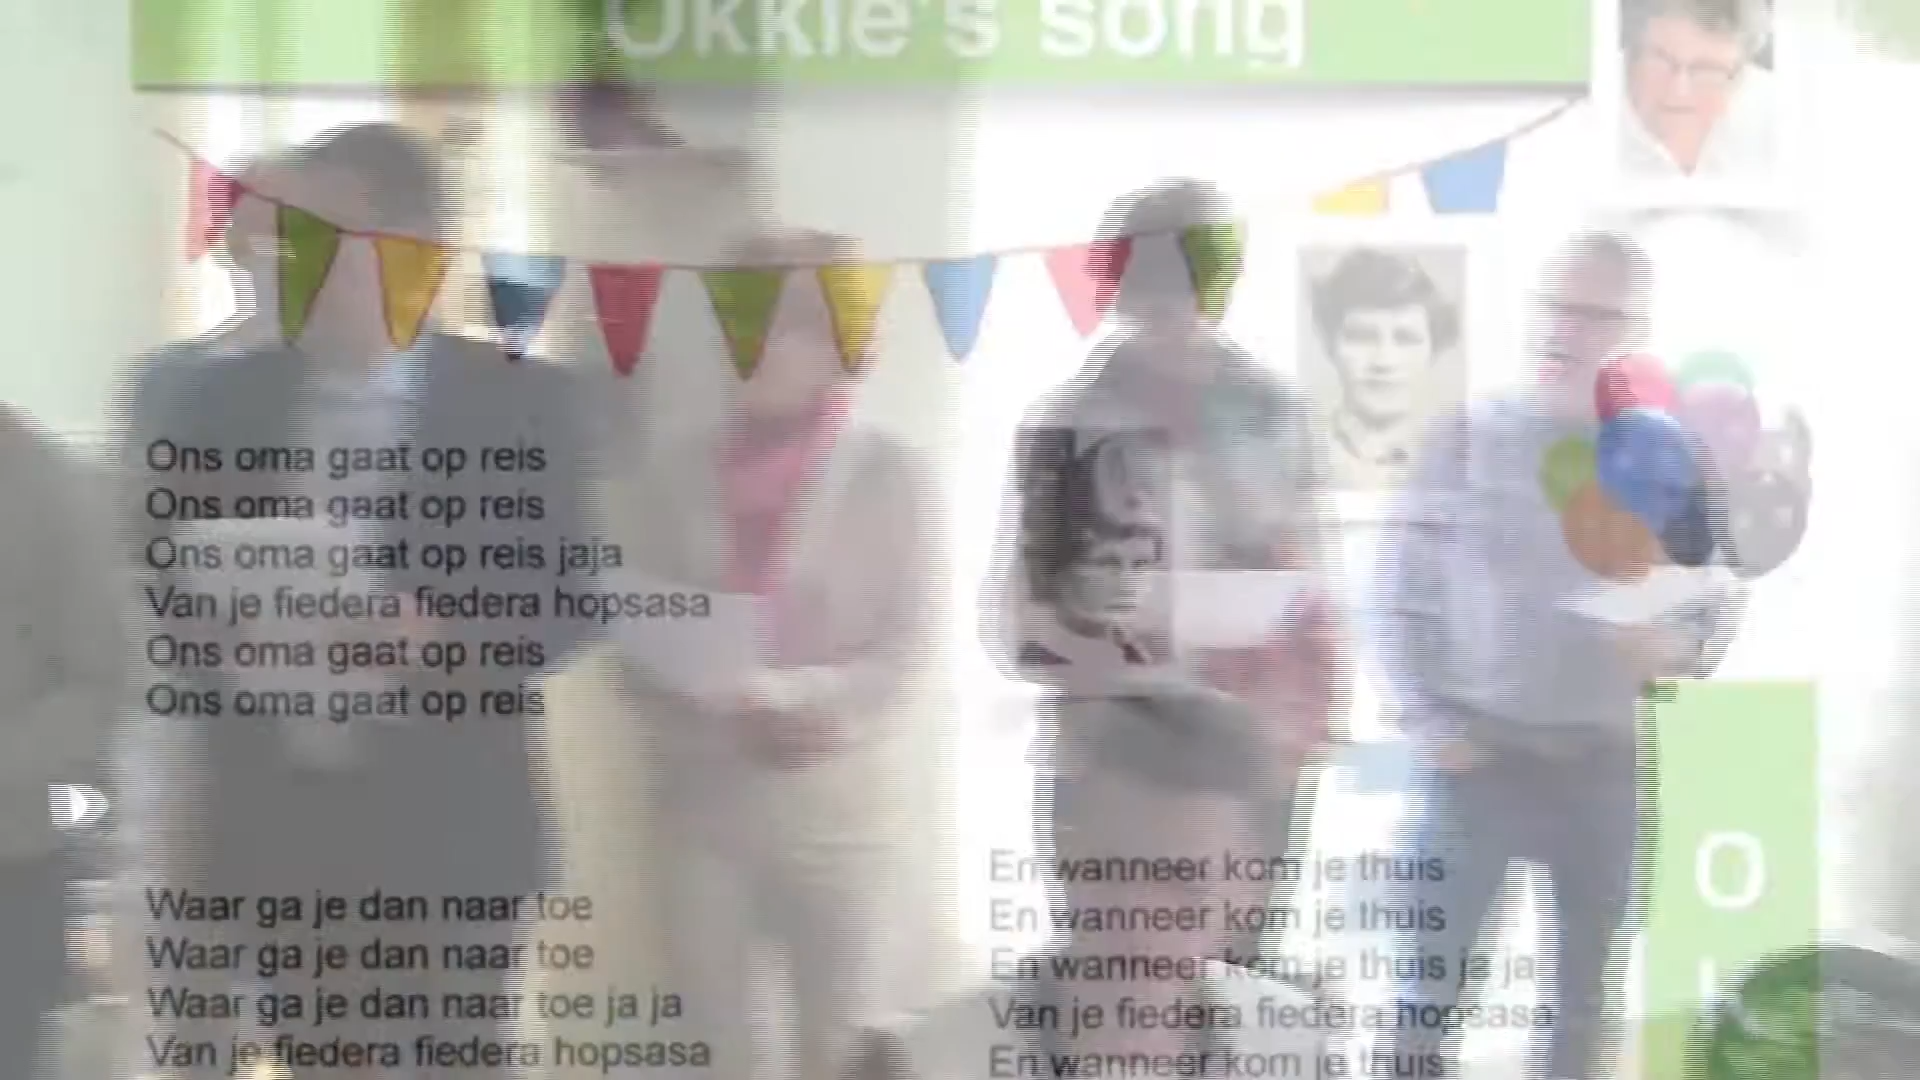 Okkie's song
Ons oma gaat op reis
Ons oma gaat op reis
Ons oma gaat op reis jaja
Van je fiedera fiedera hopsasa
Ons oma gaat op reis
Ons oma gaat op reis
Waar ga je dan naar toe
Waar ga je dan naar toe
Waar ga je dan naar toe ja ja
Van je fiedera fiedera hopsasa
En wanneer kom je thuis
En wanneer kom je thuis
En wanneer kom je thuis ja ja
Van je fiedera fiedera hopsasa
En wanneer kom je thuis
O
K